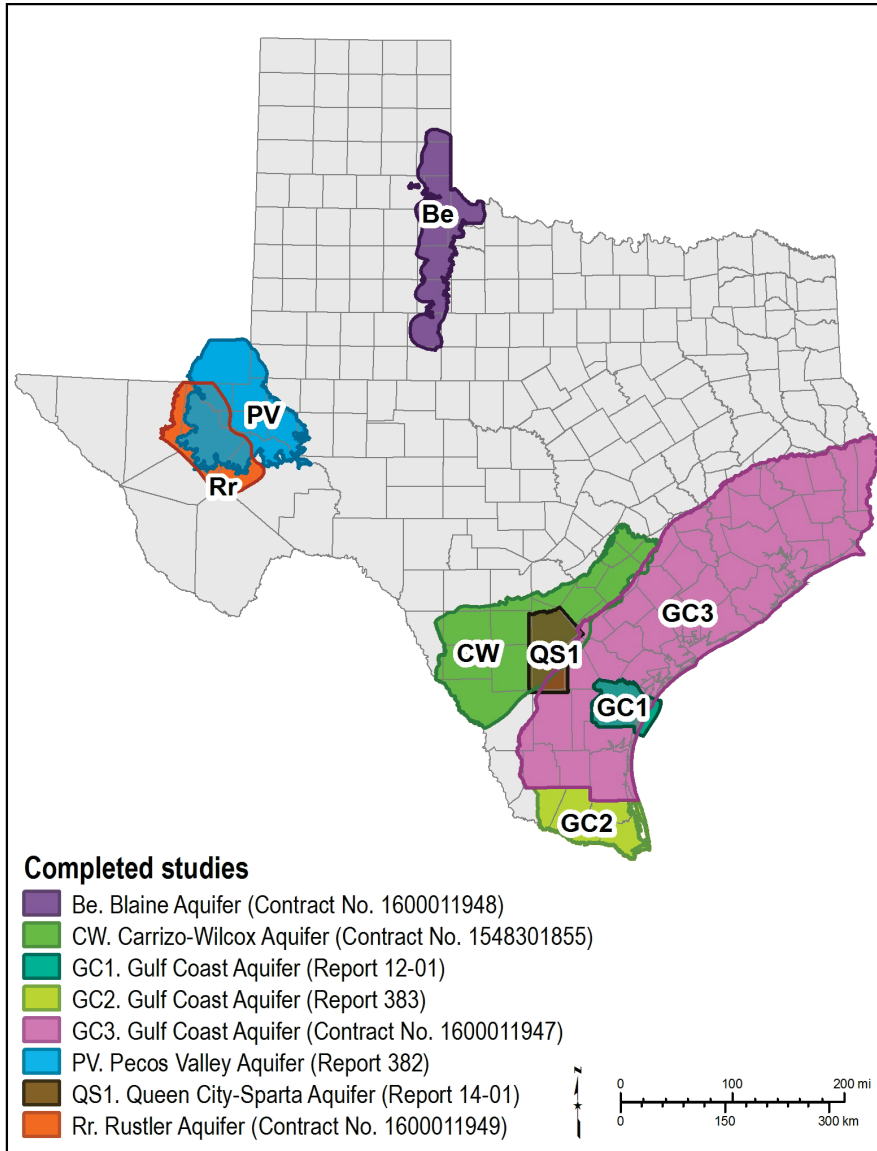 Be
PV
Rr
GC3
CW
QS1
GC1
GC2
Completed studies
Be. Blaine Aquifer (Contract No. 1600011948)
CW. Carrizo-Wilcox Aquifer (Contract No. 1548301855)
GC1. Gulf Coast Aquifer (Report 12-01)
GC2. Gulf Coast Aquifer (Report 383)
GC3. Gulf Coast Aquifer (Contract No. 1600011947)
PV. Pecos Valley Aquifer (Report 382)
QS1. Queen City-Sparta Aquifer (Report 14-01)
Rr. Rustler Aquifer (Contract No. 1600011949)
N
0 100 200 mi
0 150 300 km